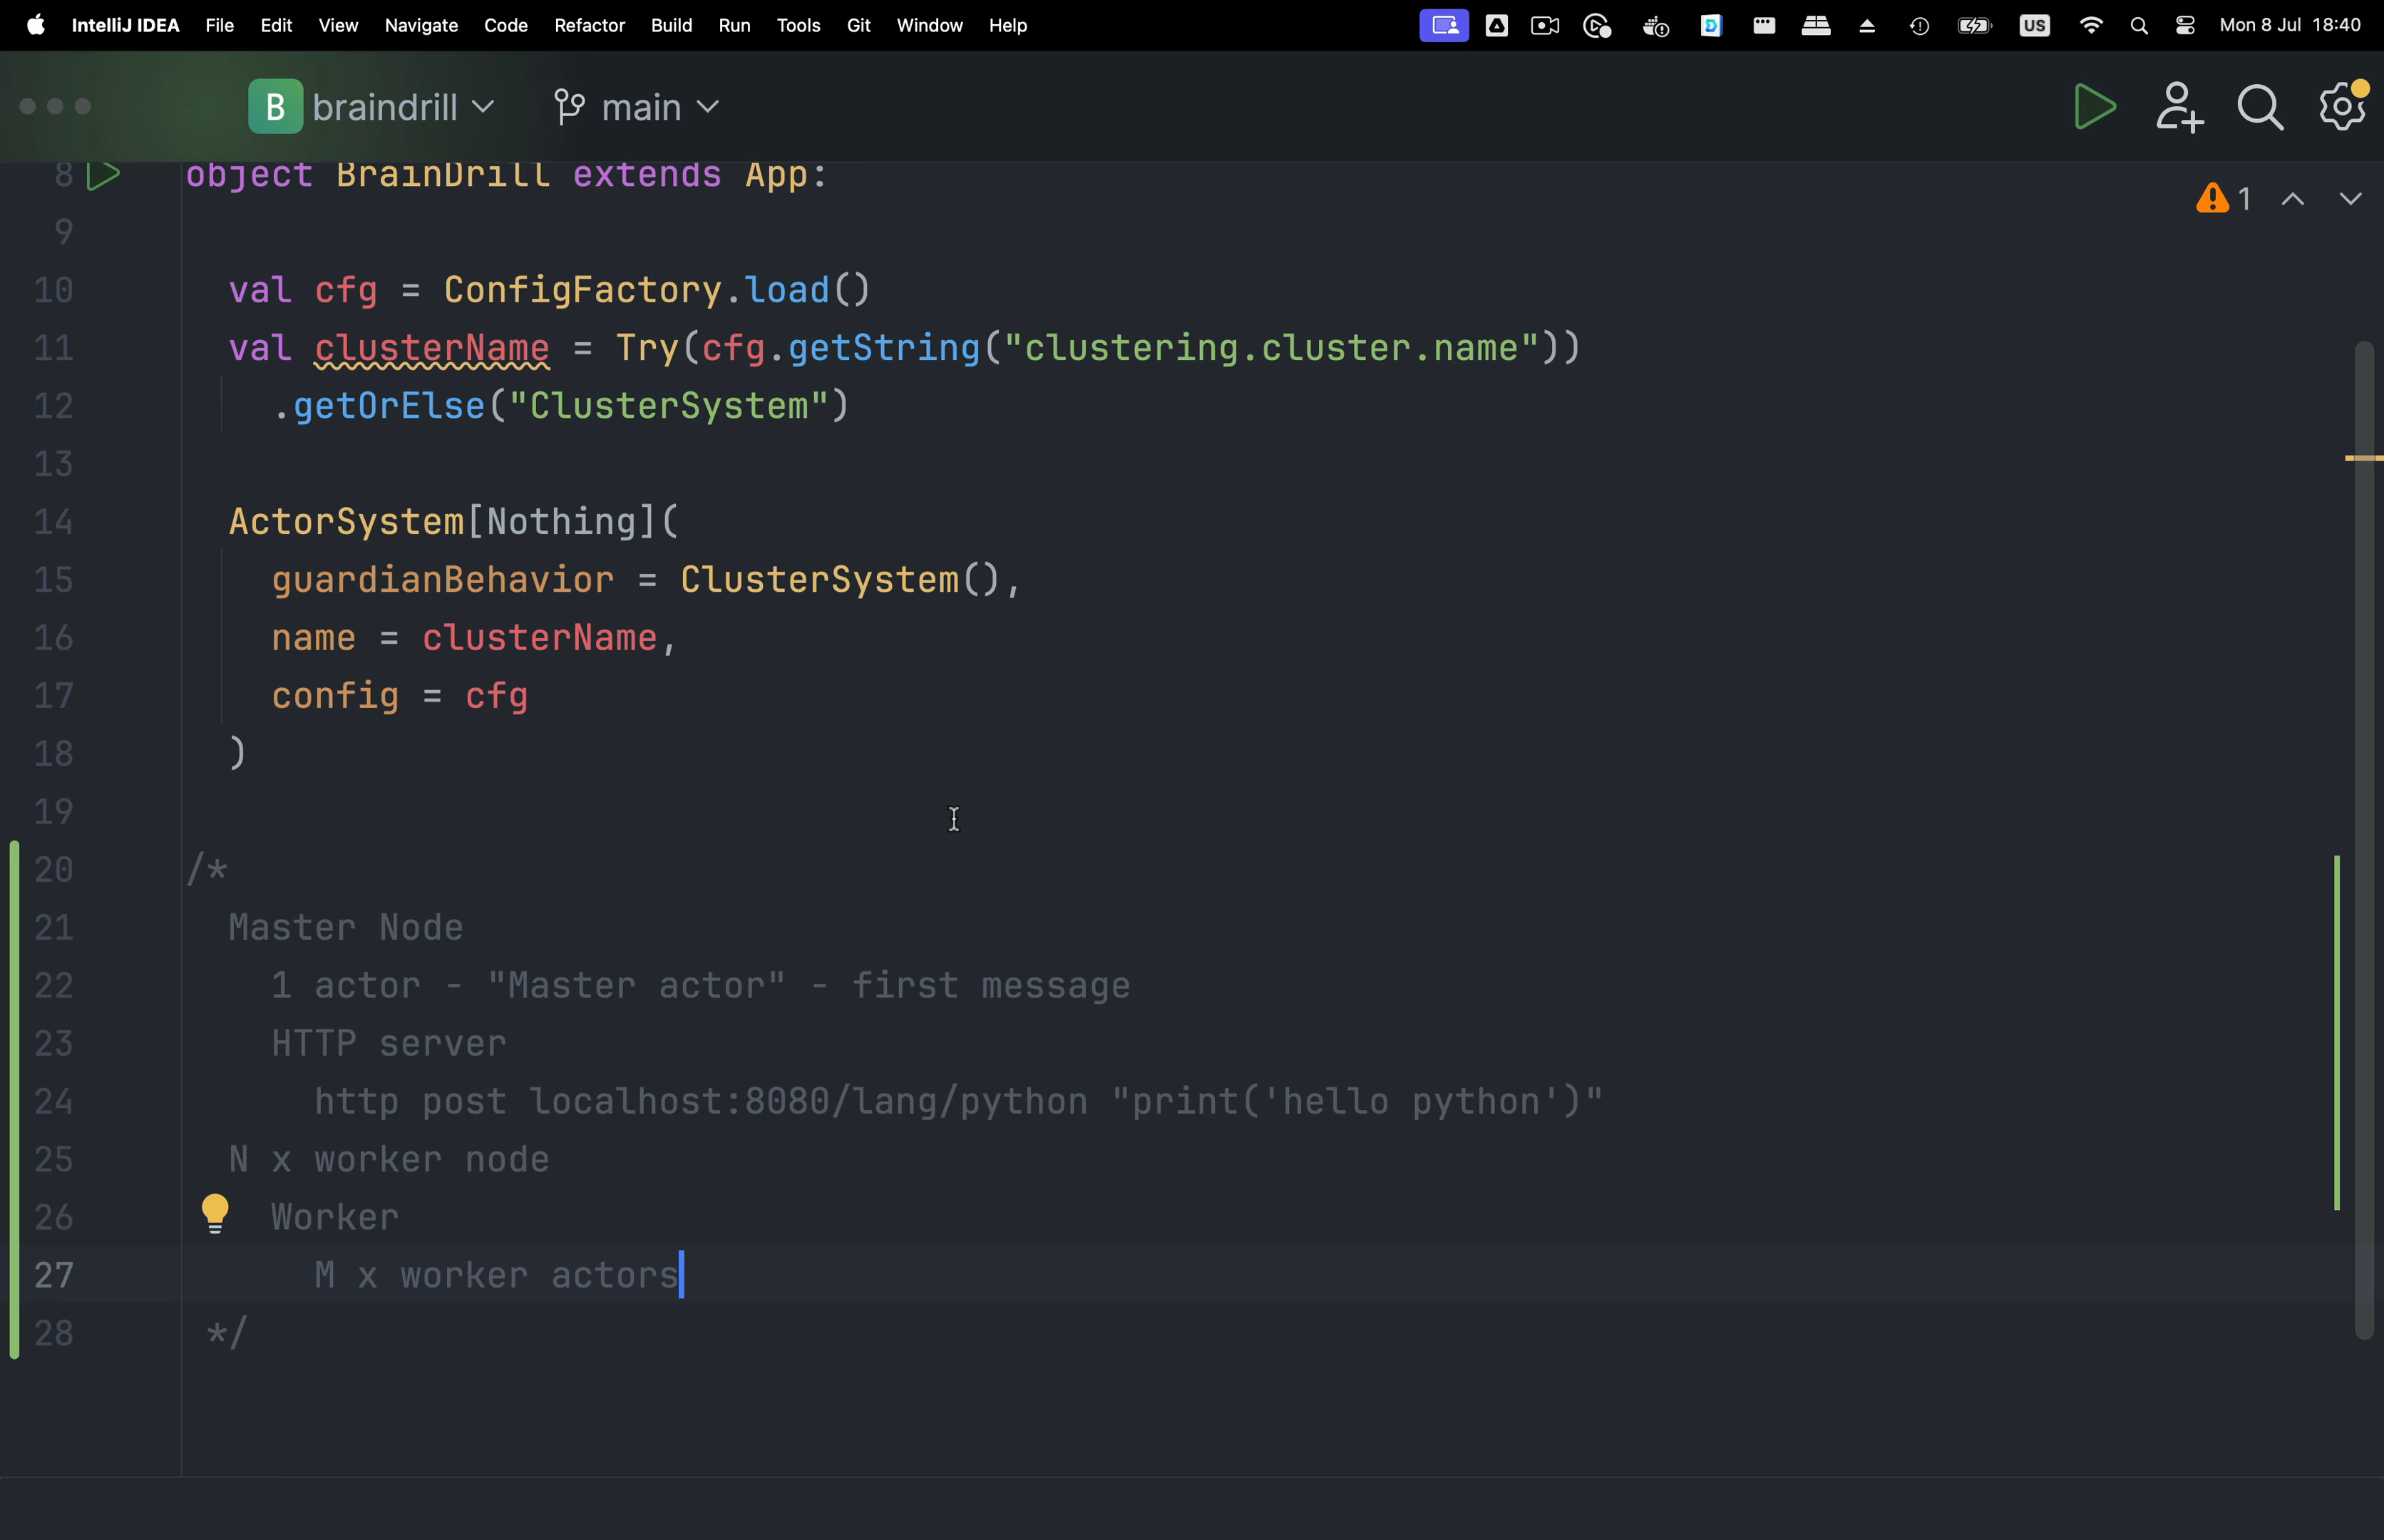 IntelliJ IDEA File Edit View Navigate Code Refactor Build Run Tools Git Window Help US Mon 8 Jul 18:40
B braindrill main
8 object BrainDrill extends App:
1
9
10 val cfg = ConfigFactory.load()
11 val clusterName = Try(cfg.getString("clustering.cluster.name"))
12 .getOrElse("ClusterSystem")
13
14 ActorSystem[Nothing](
15 guardianBehavior = ClusterSystem(),
16 name = clusterName,
17 config = cfg
18 )
19
20 /*
21 Master Node
22 1 actor - "Master actor" - first message
23 HTTP server
24 http post localhost:8080/lang/python "print('hello python')"
25 N x worker node
26 Worker
27 M x worker actors
28 */